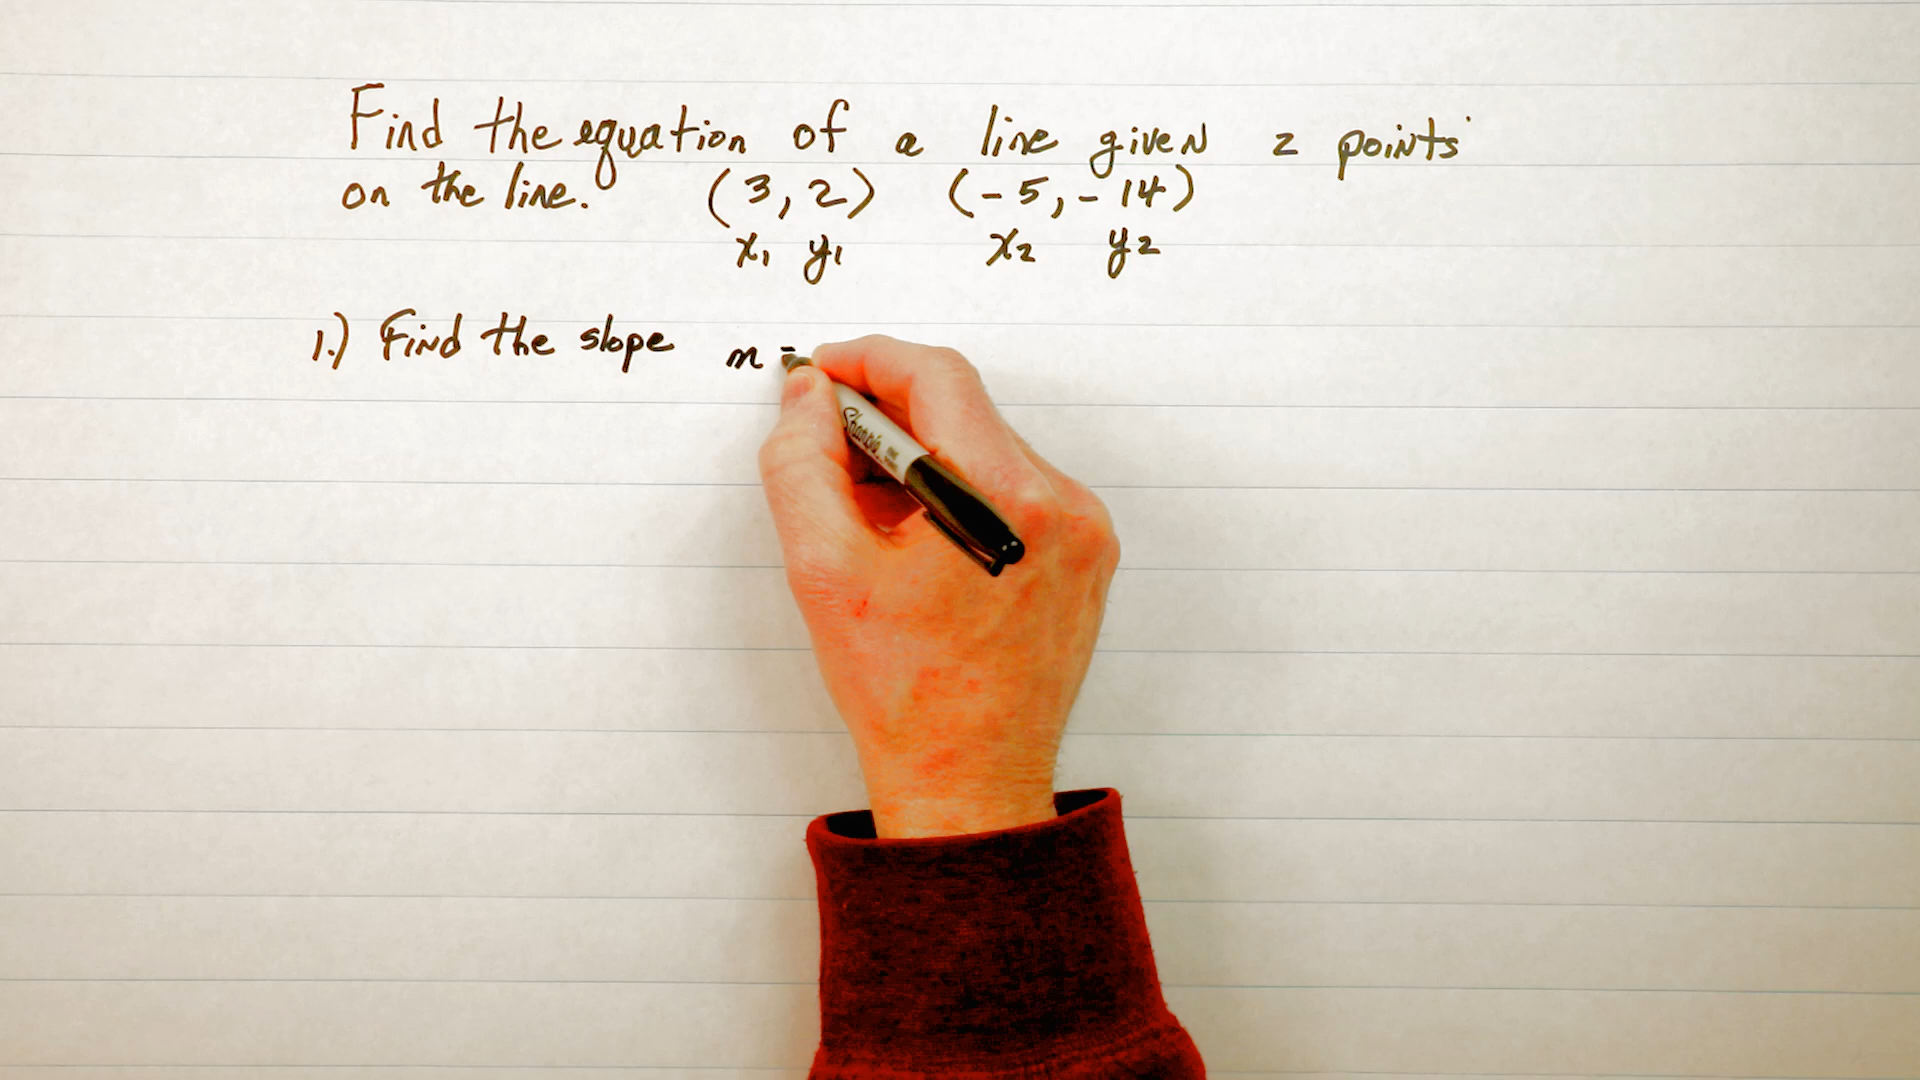 Find the equation of a line given 2 points
on the line. (3, 2) (-5, -14)
x1 y1 x2 y2
1.) Find the slope m =
Sharpie